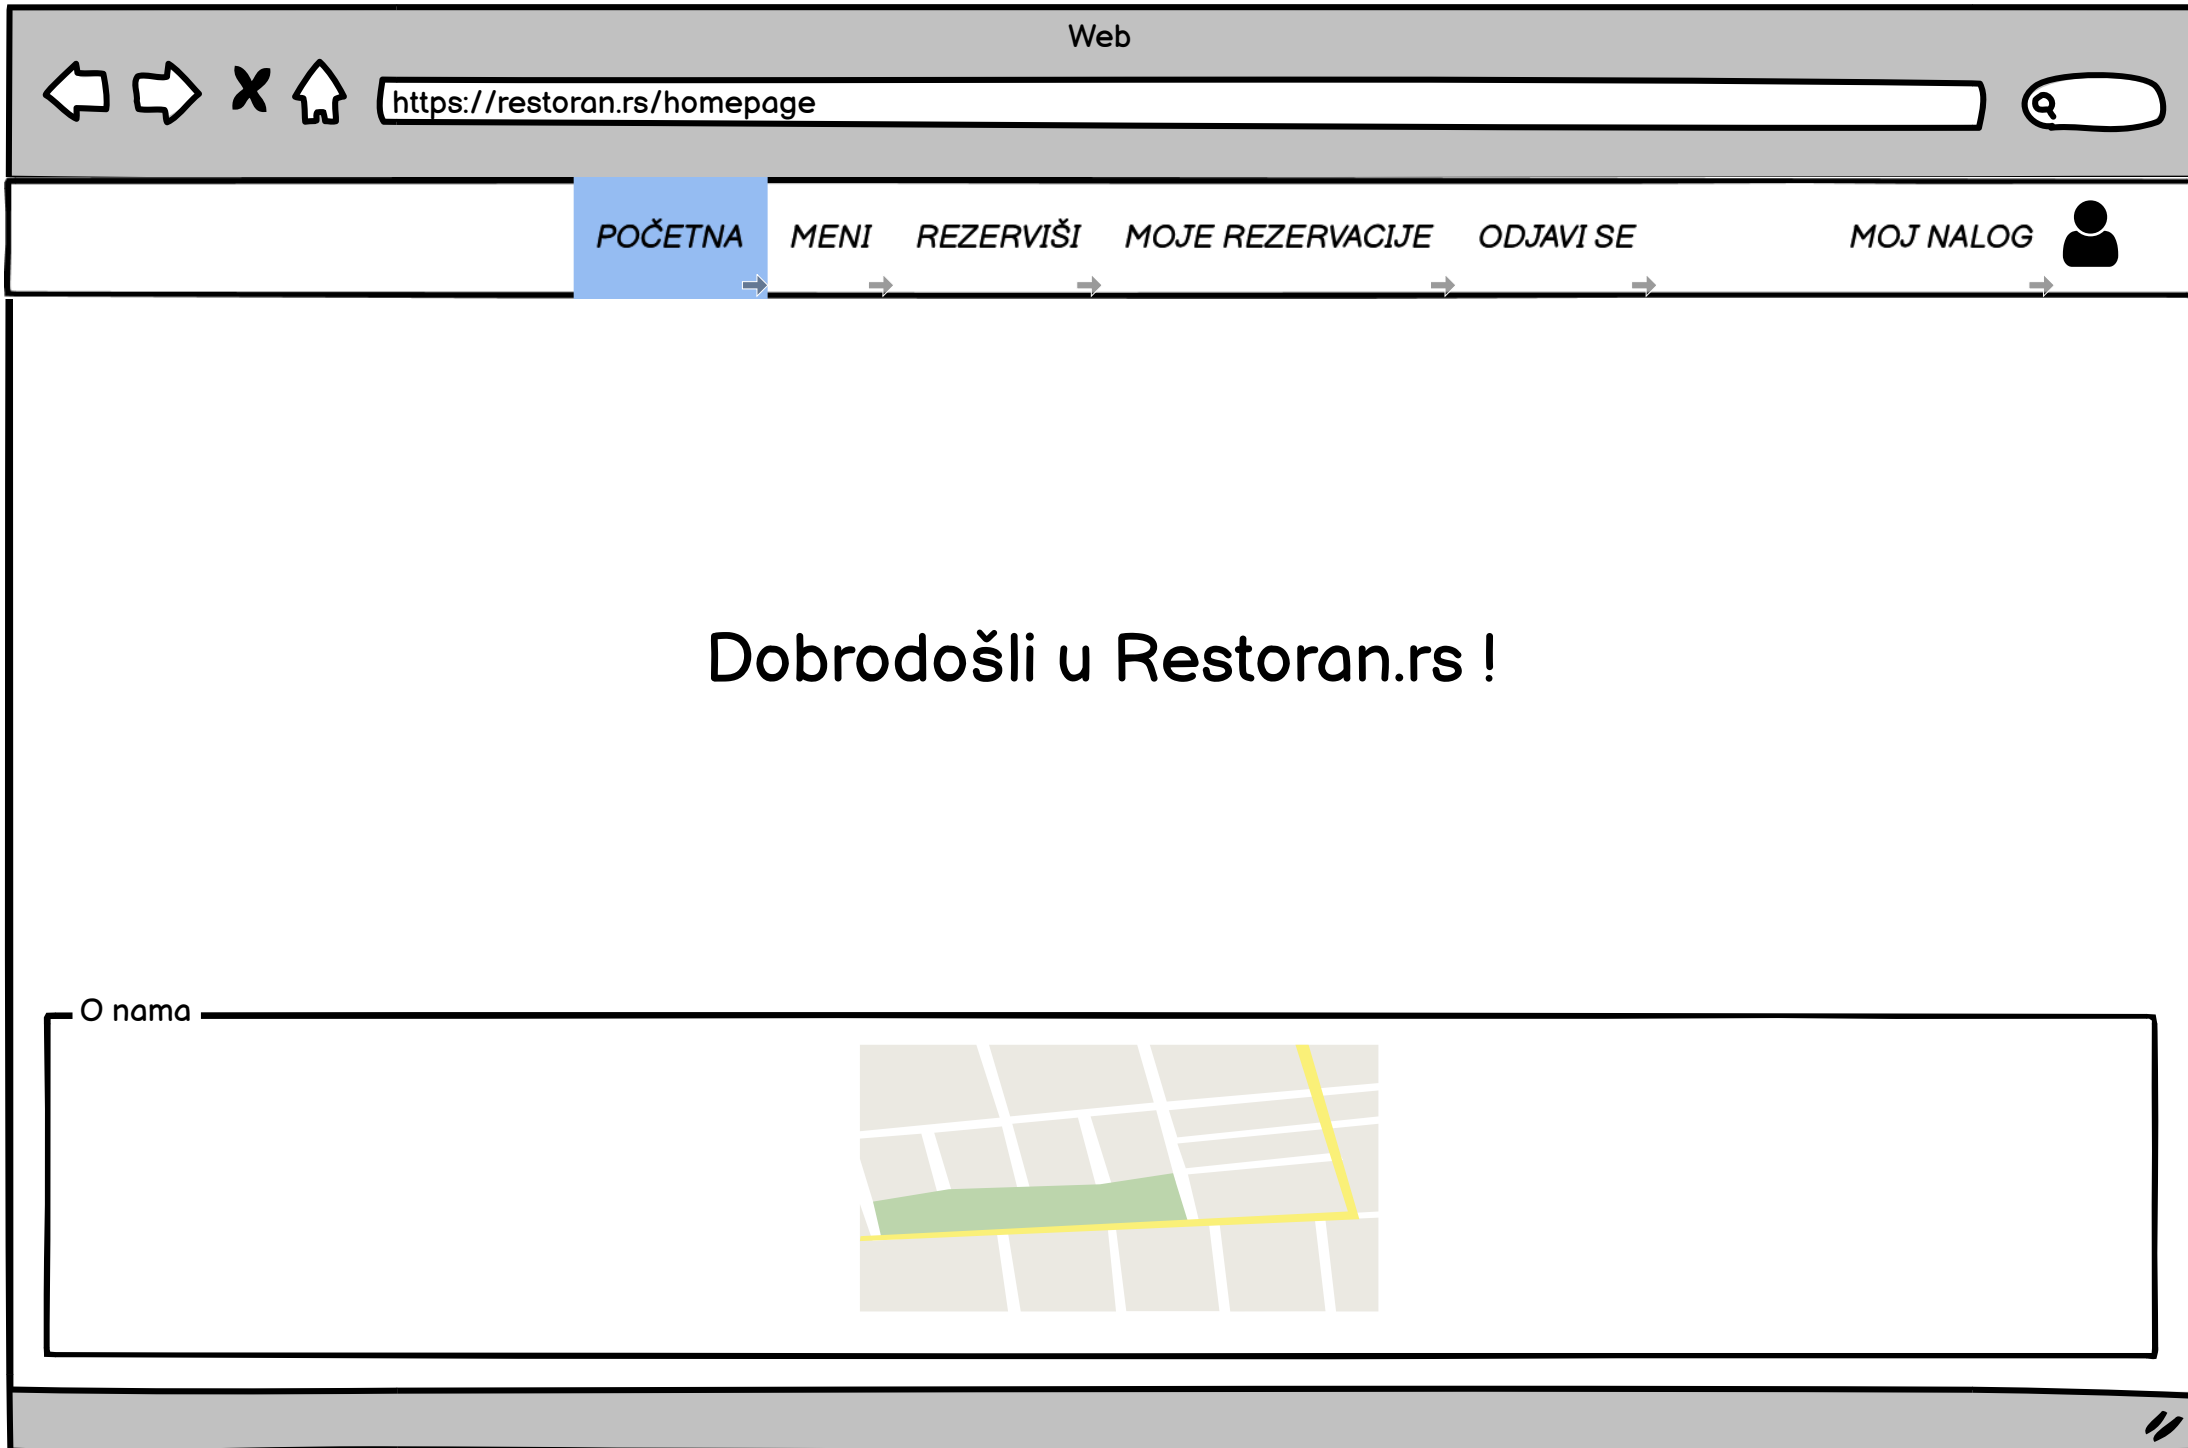 Web
https://restoran.rs/homepage
POČETNA MENI REZERVIŠI MOJE REZERVACIJE ODJAVI SE MOJ NALOG
Dobrodošli u Restoran.rs !
O nama